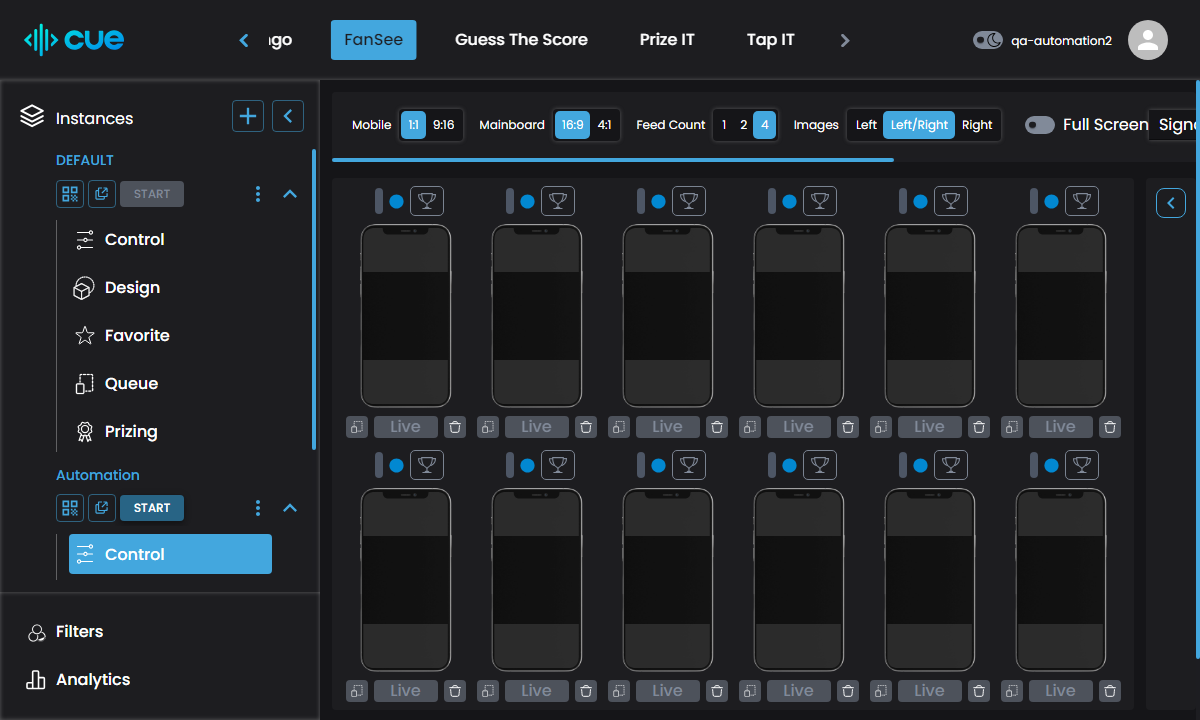 cue
ngo FanSee Guess The Score Prize IT Tap IT qa-automation2
Instances
Mobile 1:1 9:16 Mainboard 16:9 4:1 Feed Count 1 2 4 Images Left Left/Right Right Full Screen
DEFAULT
START
Control
Design
Favorite
Queue
Prizing
Live Live Live Live Live Live
Automation
START
Control
Filters
Analytics
Live Live Live Live Live Live